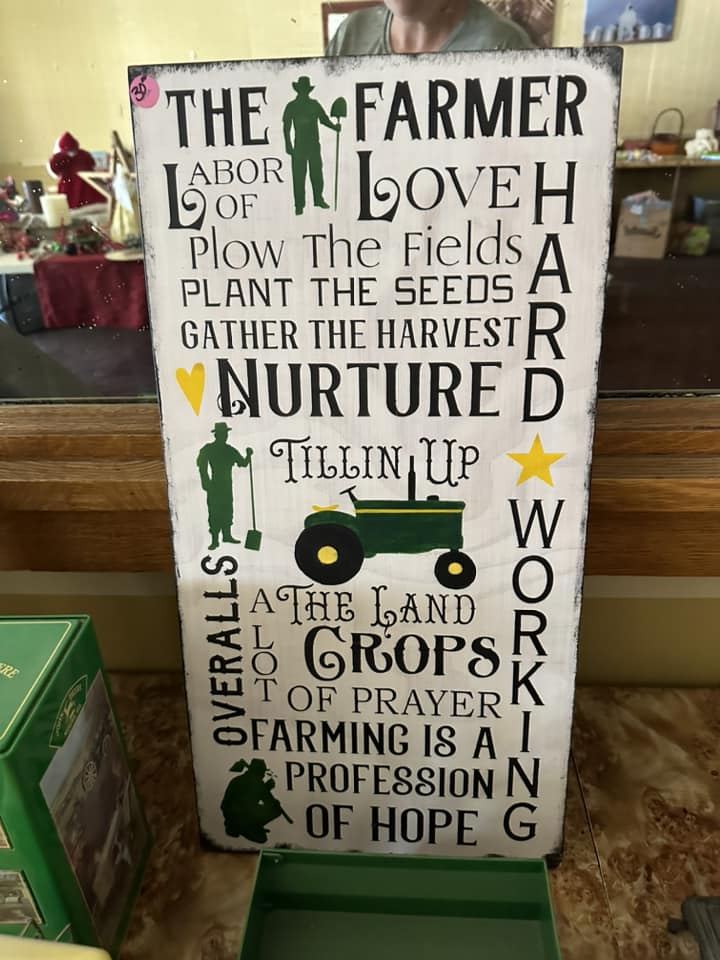 30
THE FARMER
LABOR OF LOVE
Plow The Fields
PLANT THE SEEDS
GATHER THE HARVEST
NURTURE
HARD WORKING
TILLIN UP
THE LAND
OVERALLS
A LOT OF PRAYER
CROPS
FARMING IS A
PROFESSION
OF HOPE